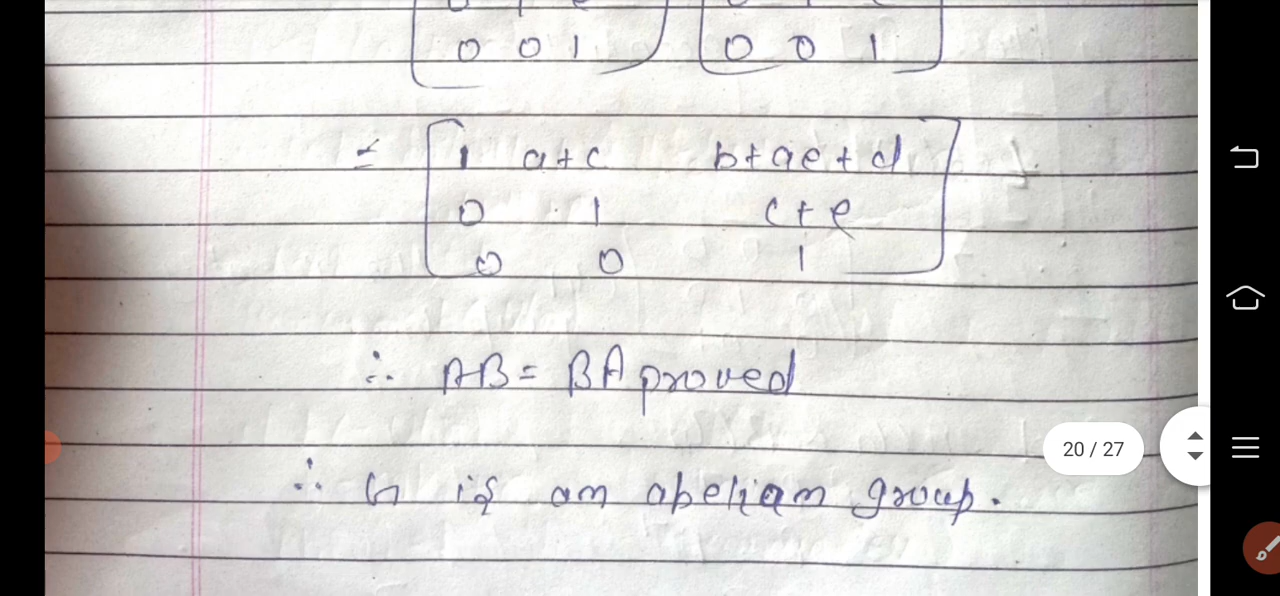 0 0 1 0 0 1
= 1 a+c b+ae+d
0 1 c+e
0 0 1
∴ AB = BA proved
20 / 27
∴ G is an abelian group.